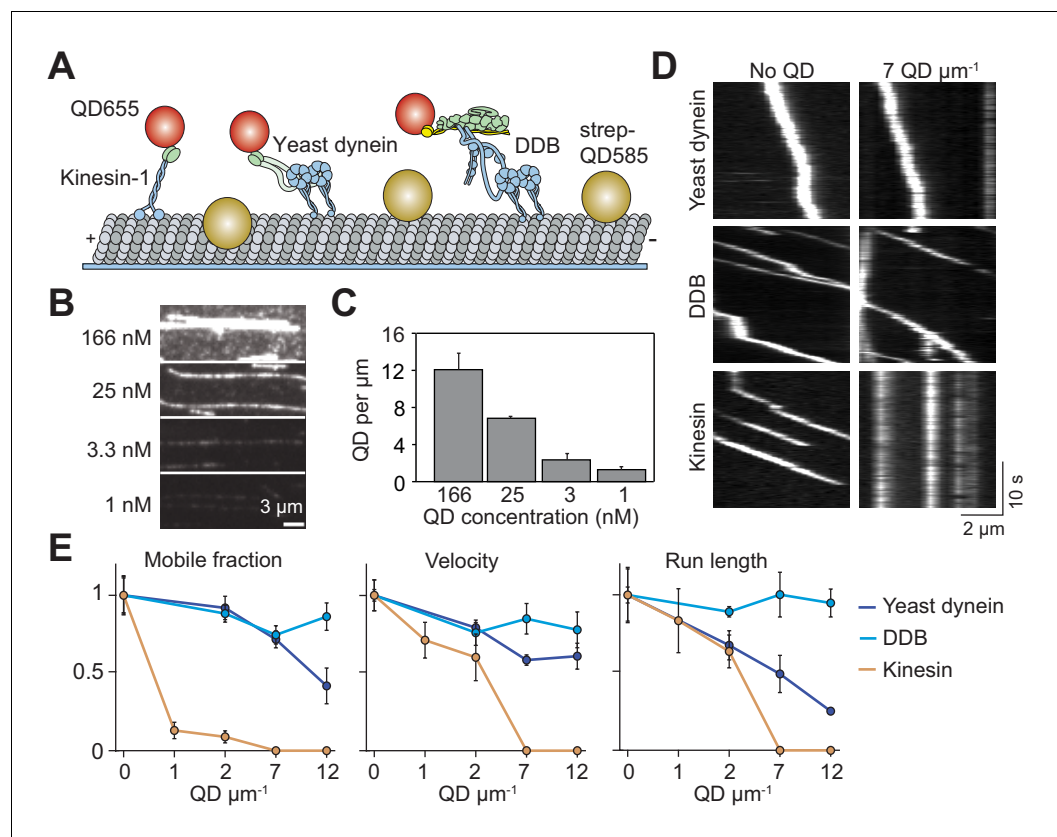 A
QD655
Kinesin-1
Yeast dynein
DDB
strep-
QD585
+
-
B
166 nM
25 nM
3.3 nM
1 nM
3 µm
C
QD per µm
16
12
8
4
0
166 25 3 1
QD concentration (nM)
D
No QD 7 QD µm⁻¹
Yeast dynein
DDB
Kinesin
10 s
2 µm
E
Mobile fraction
Velocity
Run length
1
0.5
0
0 1 2 7 12
QD µm⁻¹
0 1 2 7 12
QD µm⁻¹
0 1 2 7 12
QD µm⁻¹
Yeast dynein
DDB
Kinesin